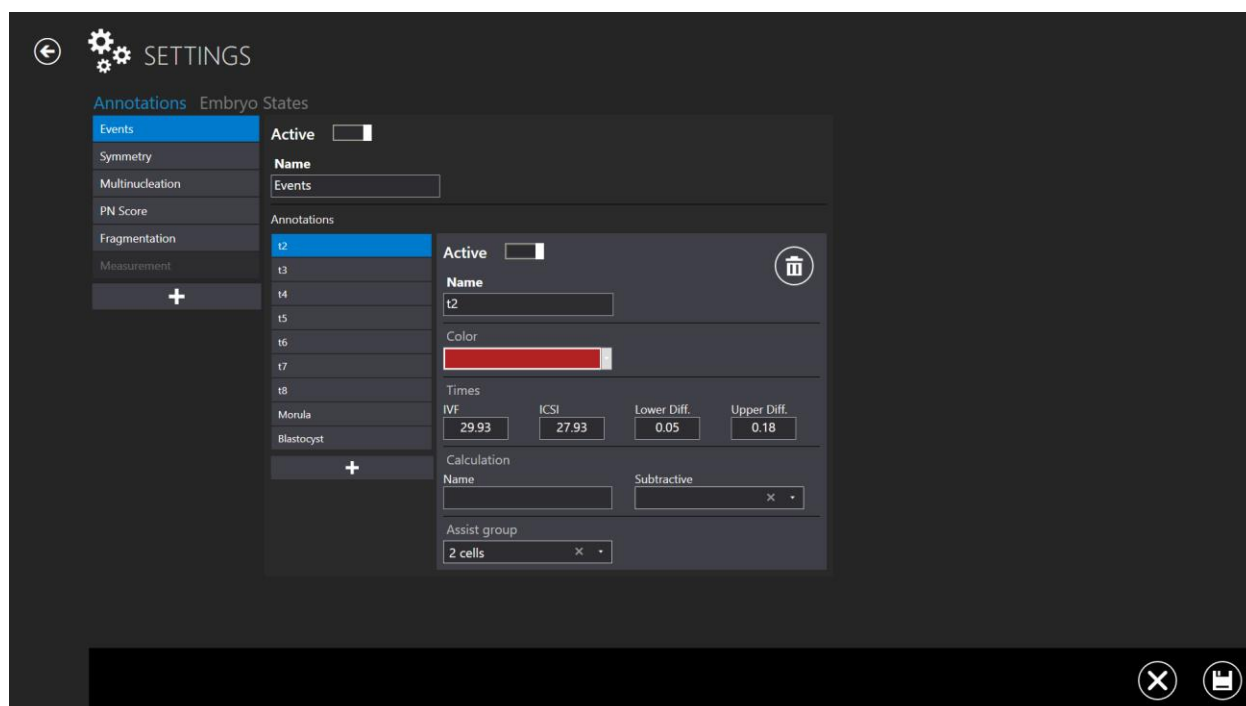 SETTINGS
Annotations Embryo States
Events
Symmetry
Multinucleation
PN Score
Fragmentation
Measurement
Active
Name
Events
Annotations
t2
t3
t4
t5
t6
t7
t8
Morula
Blastocyst
Active
Name
t2
Color
Times
IVF ICSI Lower Diff. Upper Diff.
29.93 27.93 0.05 0.18
Calculation
Name Subtractive
Assist group
2 cells